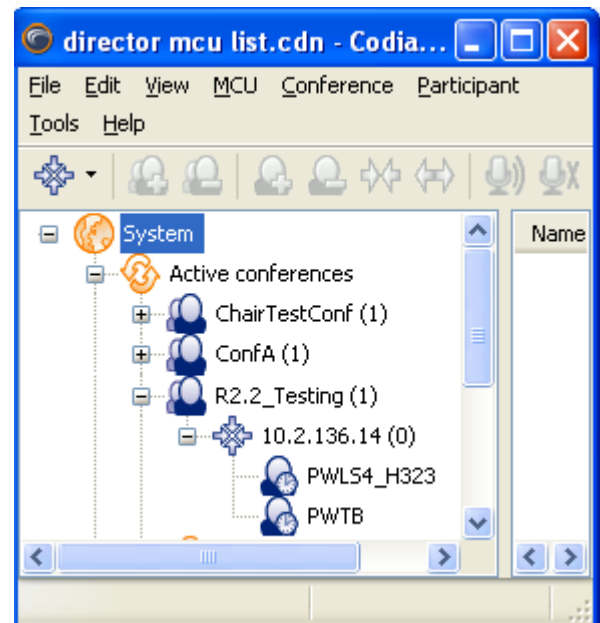 director mcu list.cdn - Codia...
File Edit View MCU Conference Participant
Tools Help
System
Name
Active conferences
ChairTestConf (1)
ConfA (1)
R2.2_Testing (1)
10.2.136.14 (0)
PWLS4_H323
PWTB